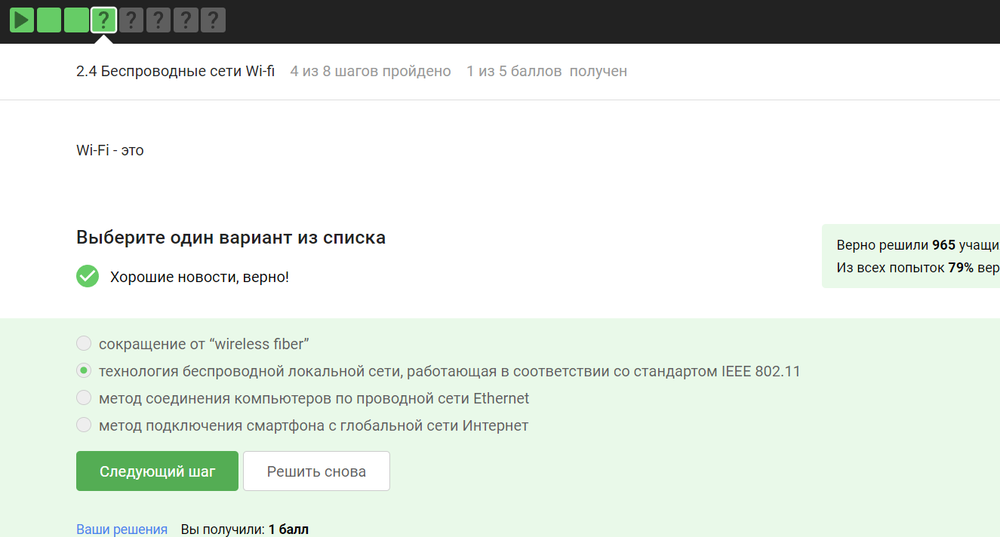 ? ? ? ? ?
2.4 Беспроводные сети Wi-fi 4 из 8 шагов пройдено 1 из 5 баллов получен
Wi-Fi - это
Выберите один вариант из списка
Хорошие новости, верно!
Верно решили 965 учащи
Из всех попыток 79% вер
сокращение от “wireless fiber”
технология беспроводной локальной сети, работающая в соответствии со стандартом IEEE 802.11
метод соединения компьютеров по проводной сети Ethernet
метод подключения смартфона с глобальной сети Интернет
Следующий шаг Решить снова
Ваши решения Вы получили: 1 балл